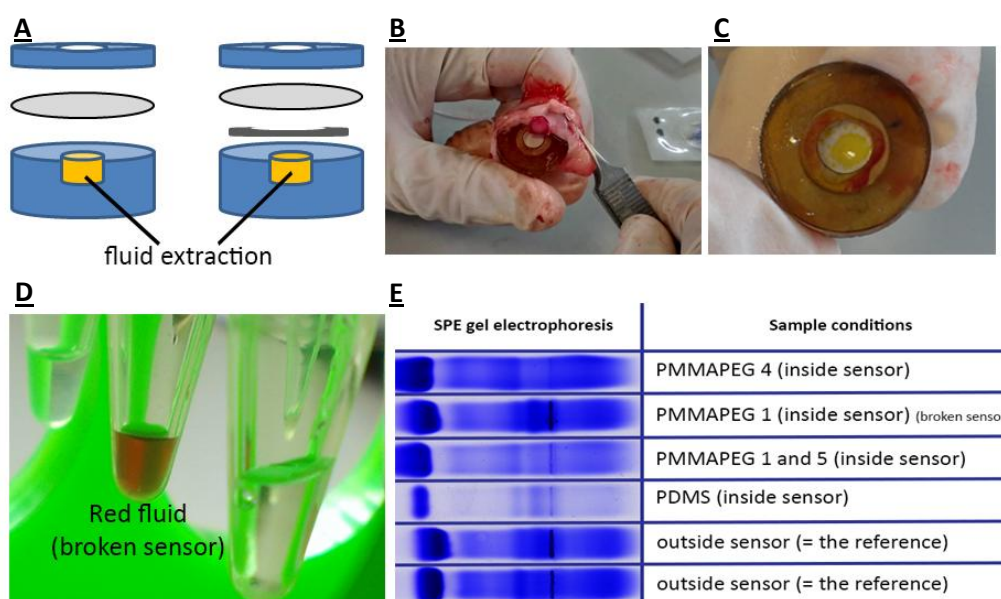 A
B
C
fluid extraction
D
E
Red fluid
(broken sensor)
SPE gel electrophoresis
Sample conditions
PMMAPEG 4 (inside sensor)
PMMAPEG 1 (inside sensor) (broken senso
PMMAPEG 1 and 5 (inside sensor)
PDMS (inside sensor)
outside sensor (= the reference)
outside sensor (= the reference)